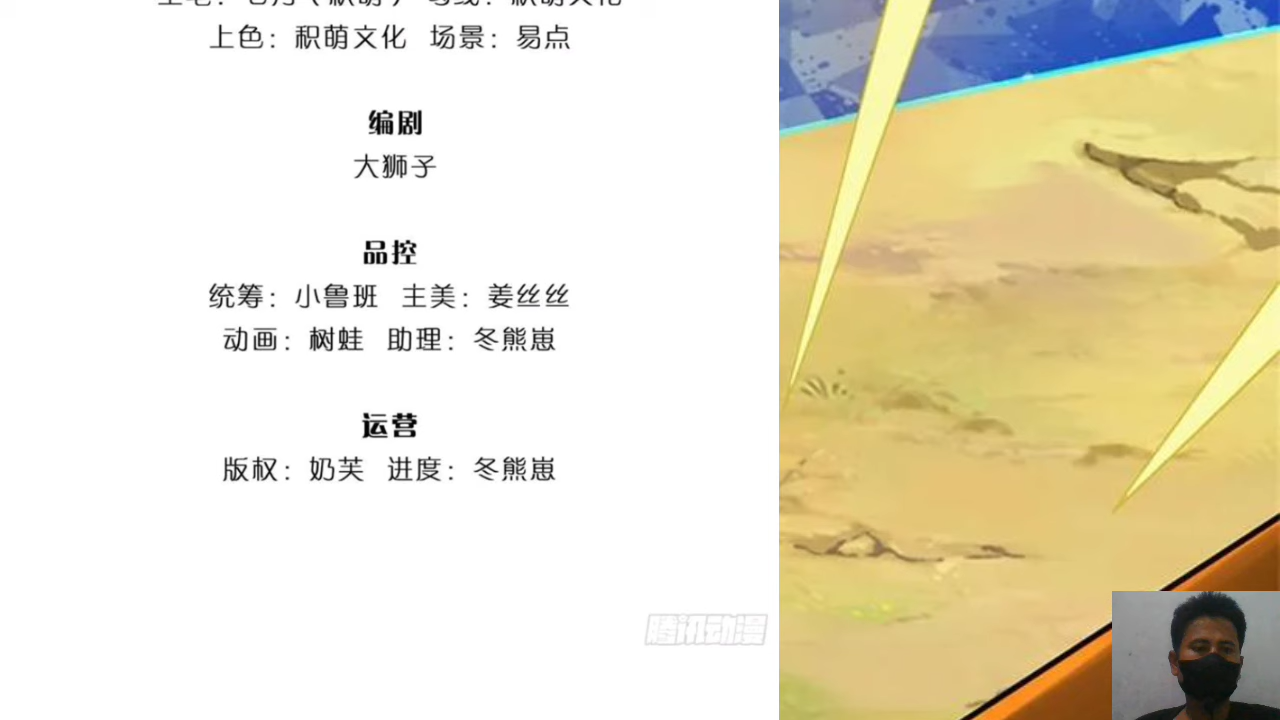 上色：积萌文化 场景：易点
编剧
大狮子
品控
统筹：小鲁班 主美：姜丝丝
动画：树蛙 助理：冬熊崽
运营
版权：奶芙 进度：冬熊崽
腾讯动漫